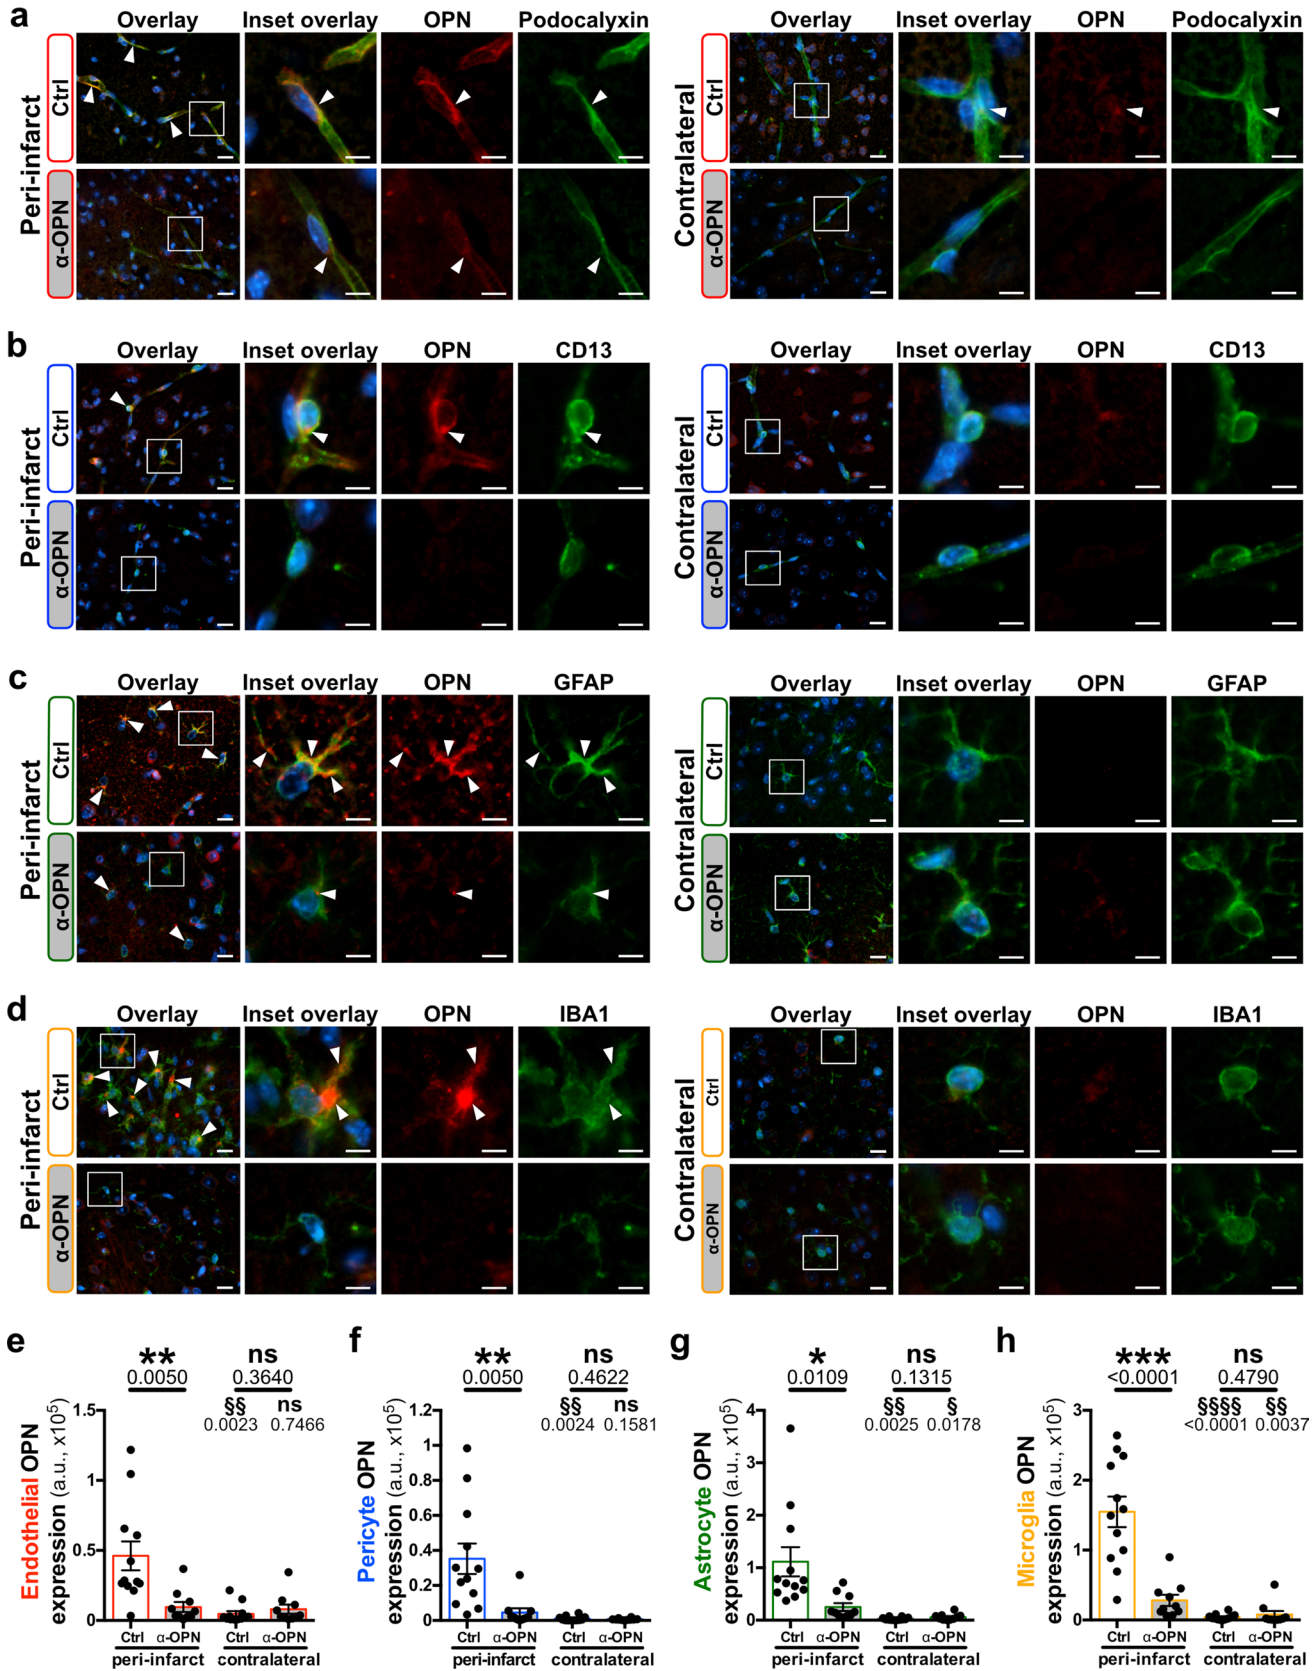 a
Overlay Inset overlay OPN Podocalyxin
Overlay Inset overlay OPN Podocalyxin
Peri-infarct
Ctrl
α-OPN
Contralateral
Ctrl
α-OPN
b
Overlay Inset overlay OPN CD13
Overlay Inset overlay OPN CD13
Peri-infarct
Ctrl
α-OPN
Contralateral
Ctrl
α-OPN
c
Overlay Inset overlay OPN GFAP
Overlay Inset overlay OPN GFAP
Peri-infarct
Ctrl
α-OPN
Contralateral
Ctrl
α-OPN
d
Overlay Inset overlay OPN IBA1
Overlay Inset overlay OPN IBA1
Peri-infarct
Ctrl
α-OPN
Contralateral
Ctrl
α-OPN
e
** ns
0.0050 0.3640
§§ ns
0.0023 0.7466
Endothelial OPN
expression (a.u., x10⁵)
1.5
1
0.5
0
Ctrl α-OPN Ctrl α-OPN
peri-infarct contralateral
f
** ns
0.0050 0.4622
§§ ns
0.0024 0.1581
Pericyte OPN
expression (a.u., x10⁵)
1.2
1
0.8
0.6
0.4
0.2
0
Ctrl α-OPN Ctrl α-OPN
peri-infarct contralateral
g
* ns
0.0109 0.1315
§§ §
0.0025 0.0178
Astrocyte OPN
expression (a.u., x10⁵)
4
3
2
1
0
Ctrl α-OPN Ctrl α-OPN
peri-infarct contralateral
h
*** ns
<0.0001 0.4790
§§§§ §§
<0.0001 0.0037
Microglia OPN
expression (a.u., x10⁵)
3
2
1
0
Ctrl α-OPN Ctrl α-OPN
peri-infarct contralateral